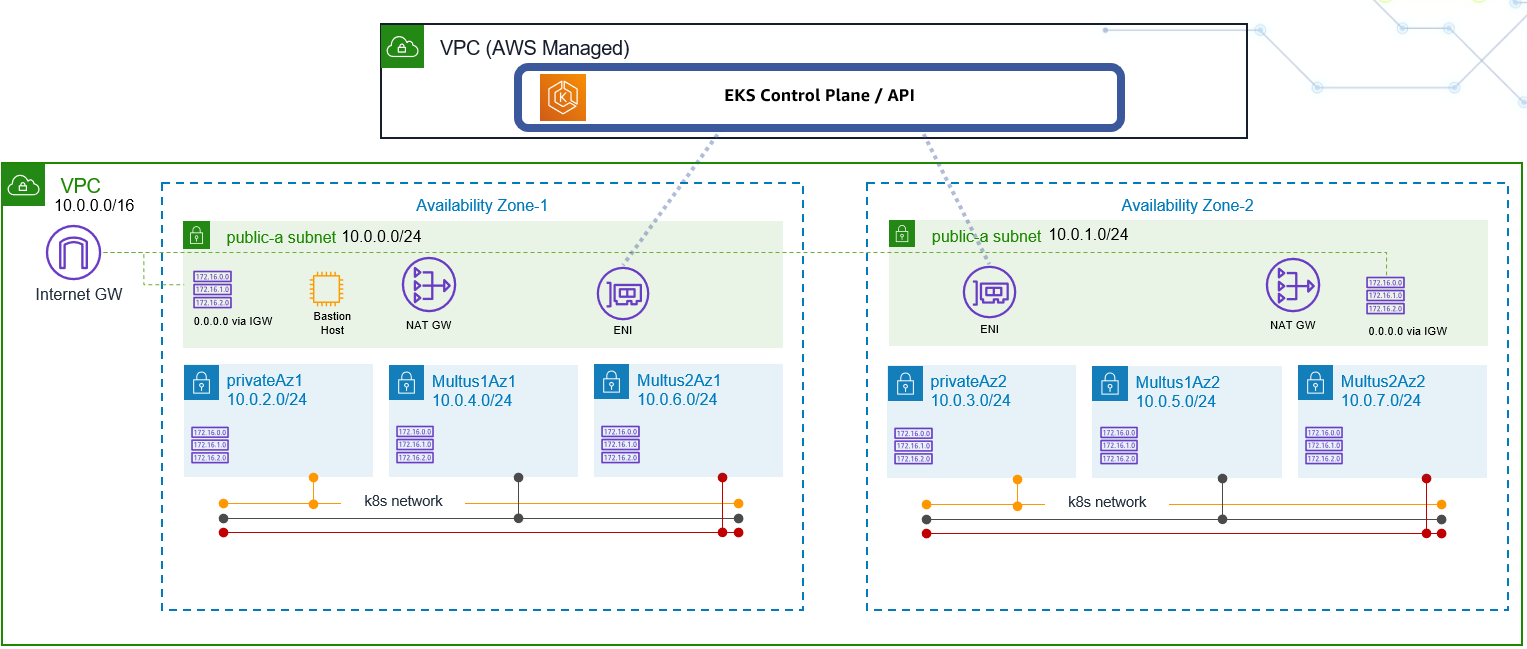 VPC (AWS Managed)
EKS Control Plane / API
VPC
10.0.0.0/16
Internet GW
Availability Zone-1
public-a subnet 10.0.0.0/24
172.16.0.0
172.16.1.0
172.16.2.0
0.0.0.0 via IGW
Bastion
Host
NAT GW
ENI
privateAz1
10.0.2.0/24
172.16.0.0
172.16.1.0
172.16.2.0
Multus1Az1
10.0.4.0/24
172.16.0.0
172.16.1.0
172.16.2.0
Multus2Az1
10.0.6.0/24
172.16.0.0
172.16.1.0
172.16.2.0
k8s network
Availability Zone-2
public-a subnet 10.0.1.0/24
ENI
NAT GW
172.16.0.0
172.16.1.0
172.16.2.0
0.0.0.0 via IGW
privateAz2
10.0.3.0/24
172.16.0.0
172.16.1.0
172.16.2.0
Multus1Az2
10.0.5.0/24
172.16.0.0
172.16.1.0
172.16.2.0
Multus2Az2
10.0.7.0/24
172.16.0.0
172.16.1.0
172.16.2.0
k8s network